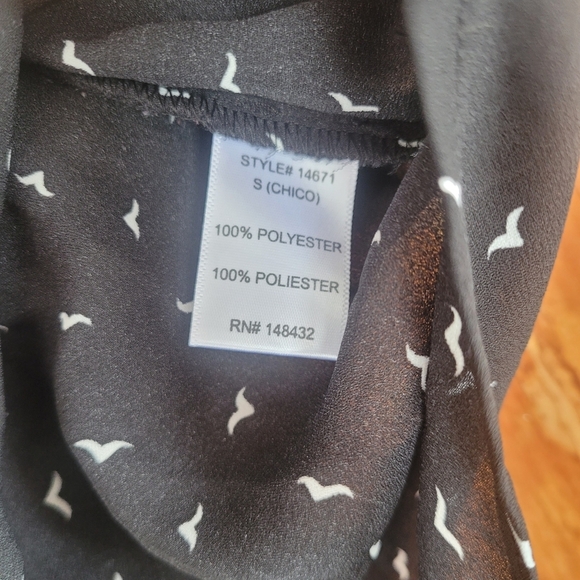 STYLE# 14671
S (CHICO)
100% POLYESTER
100% POLIESTER
RN# 148432